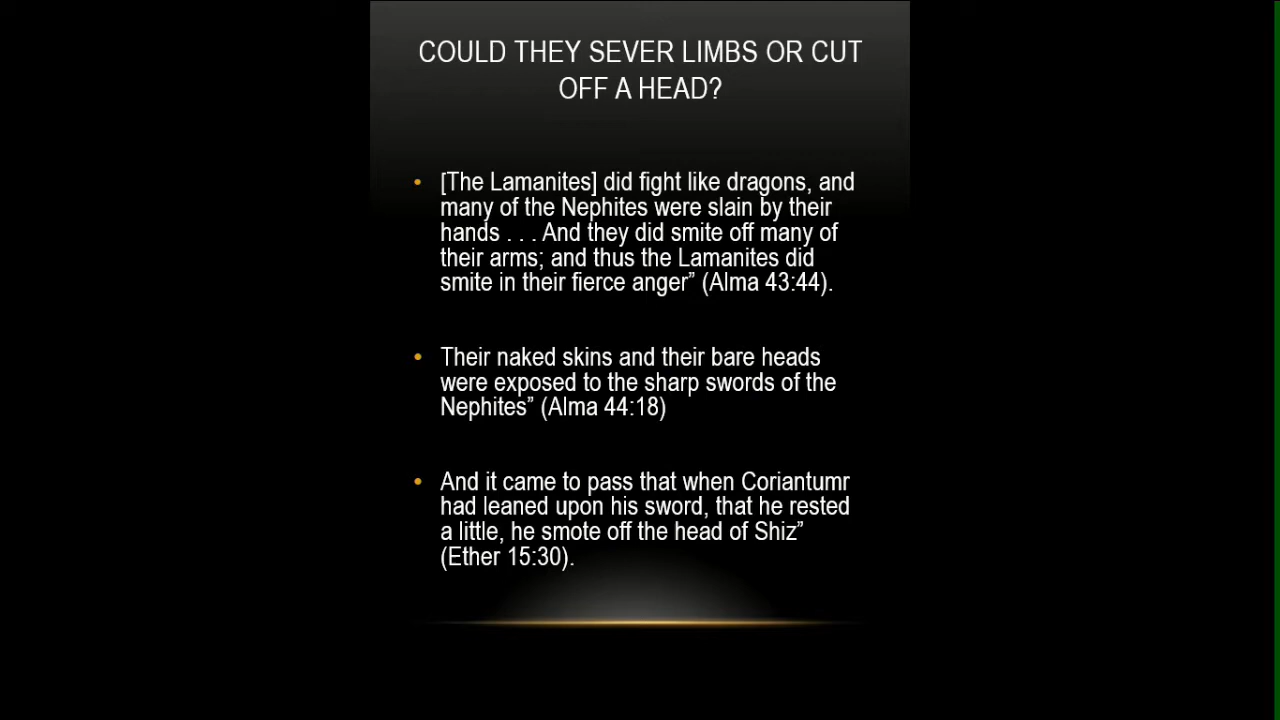 COULD THEY SEVER LIMBS OR CUT
OFF A HEAD?
• [The Lamanites] did fight like dragons, and
many of the Nephites were slain by their
hands . . . And they did smite off many of
their arms; and thus the Lamanites did
smite in their fierce anger” (Alma 43:44).
• Their naked skins and their bare heads
were exposed to the sharp swords of the
Nephites” (Alma 44:18)
• And it came to pass that when Coriantumr
had leaned upon his sword, that he rested
a little, he smote off the head of Shiz”
(Ether 15:30).